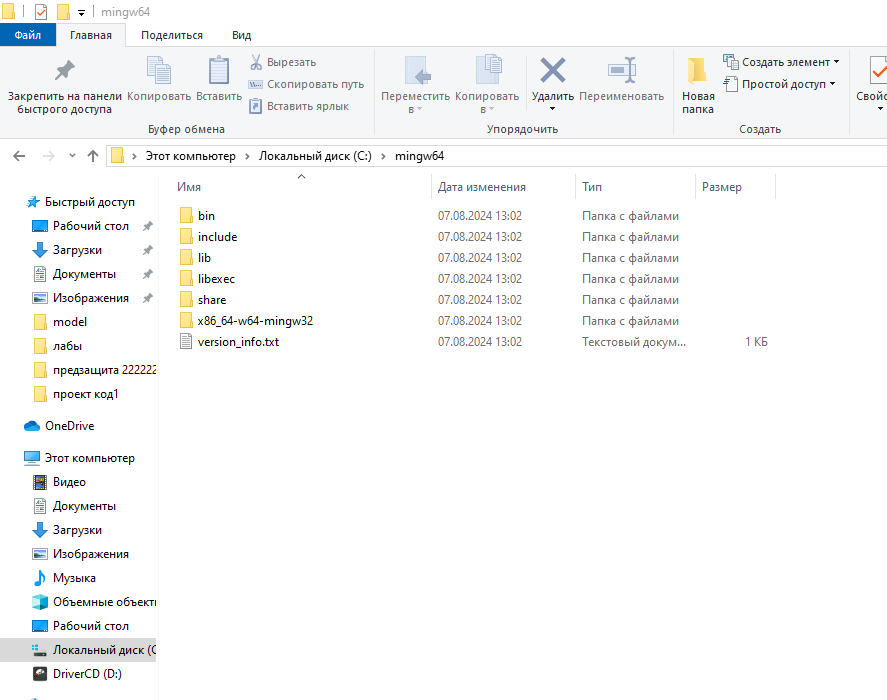 mingw64
Файл Главная Поделиться Вид
Закрепить на панели быстрого доступа
Копировать
Вставить
Вырезать
Скопировать путь
Вставить ярлык
Буфер обмена
Переместить в
Копировать в
Удалить
Переименовать
Упорядочить
Новая папка
Создать элемент
Простой доступ
Создать
Свойс
Этот компьютер Локальный диск (C:) mingw64
Имя Дата изменения Тип Размер
bin 07.08.2024 13:02 Папка с файлами
include 07.08.2024 13:02 Папка с файлами
lib 07.08.2024 13:02 Папка с файлами
libexec 07.08.2024 13:02 Папка с файлами
share 07.08.2024 13:02 Папка с файлами
x86_64-w64-mingw32 07.08.2024 13:02 Папка с файлами
version_info.txt 07.08.2024 13:02 Текстовый докум... 1 КБ
Быстрый доступ
Рабочий стол
Загрузки
Документы
Изображения
model
лабы
предзащита 222222
проект код1
OneDrive
Этот компьютер
Видео
Документы
Загрузки
Изображения
Музыка
Объемные объекты
Рабочий стол
Локальный диск (C
DriverCD (D:)